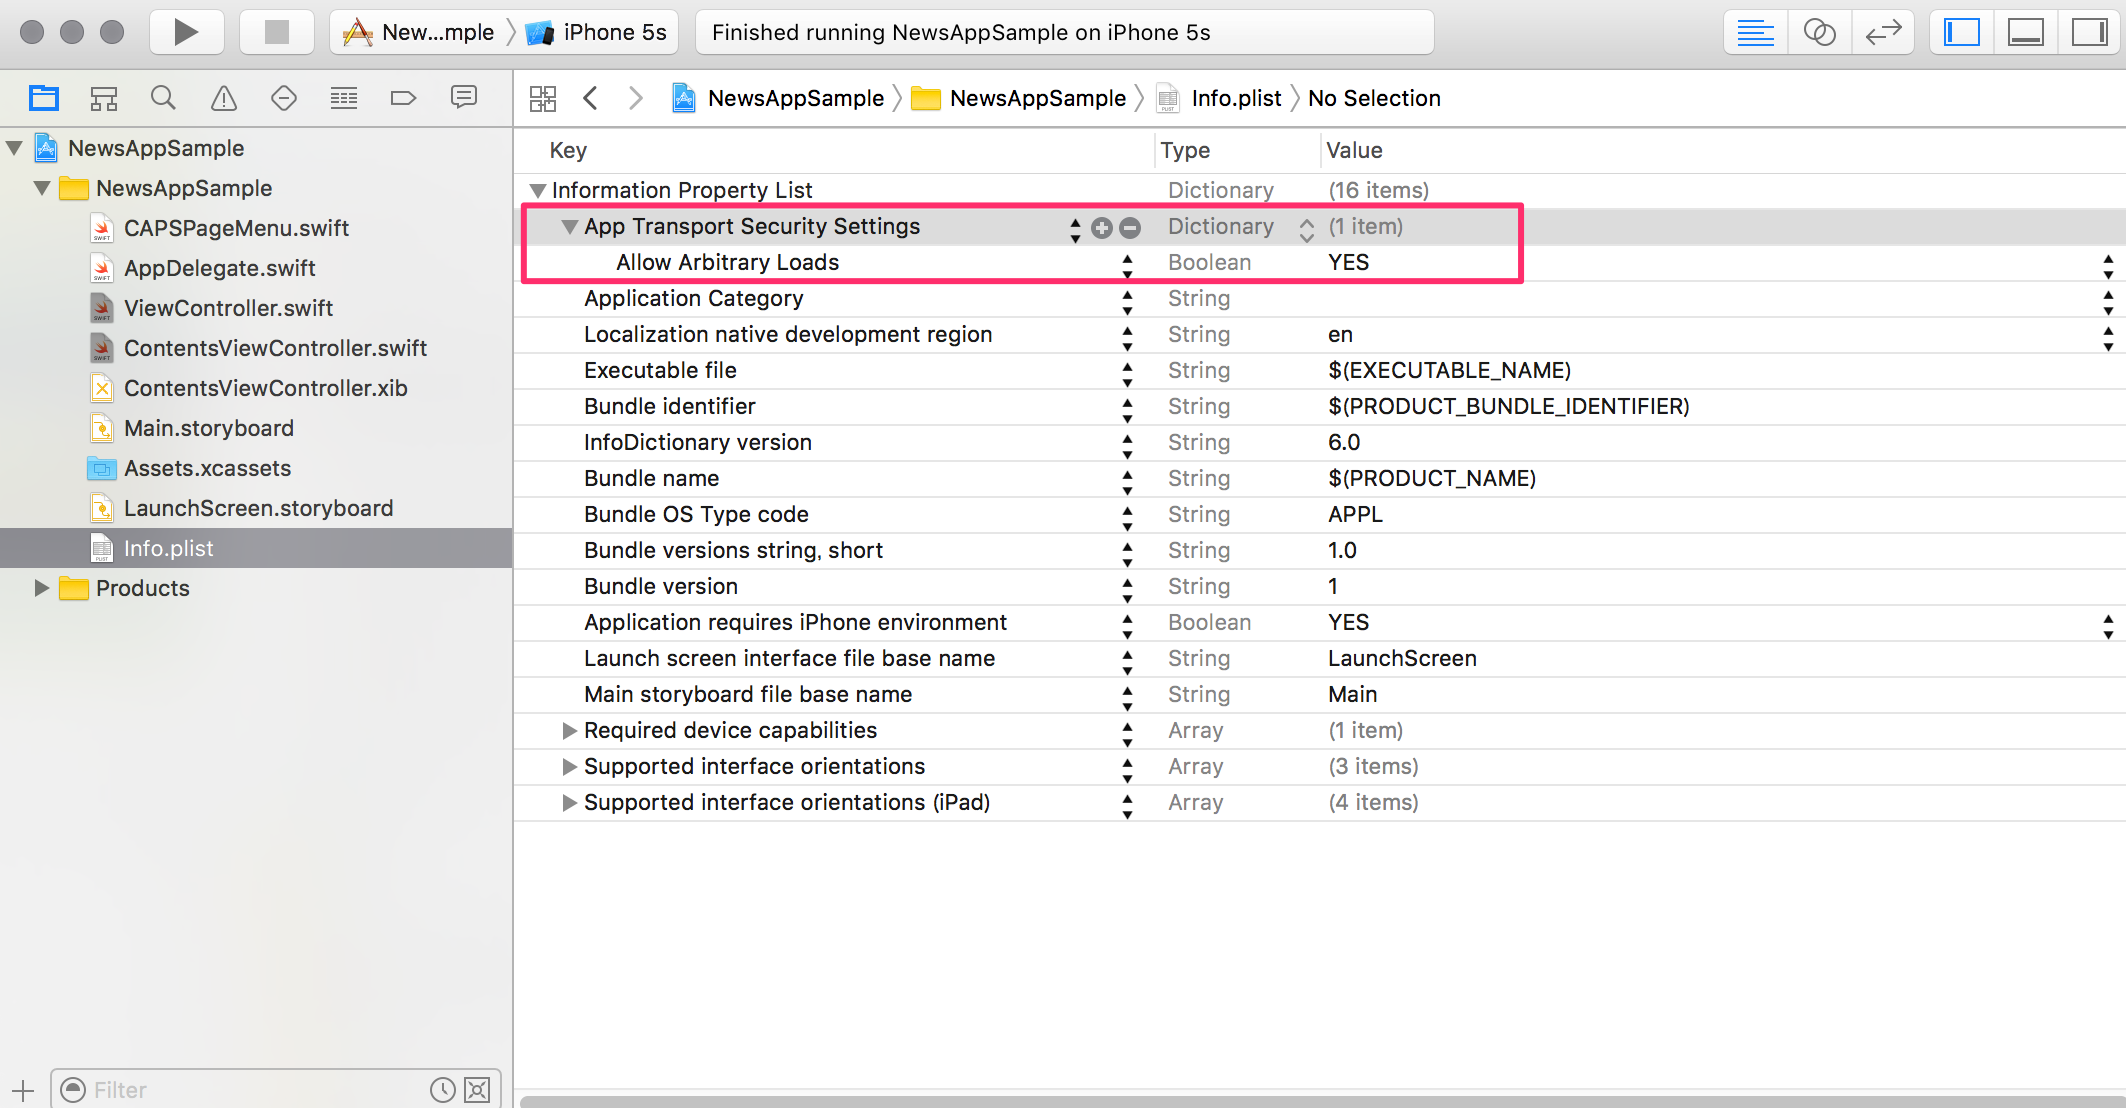 New...mple
iPhone 5s
Finished running NewsAppSample on iPhone 5s
NewsAppSample
NewsAppSample
Info.plist
No Selection
NewsAppSample
NewsAppSample
CAPSPageMenu.swift
AppDelegate.swift
ViewController.swift
ContentsViewController.swift
ContentsViewController.xib
Main.storyboard
Assets.xcassets
LaunchScreen.storyboard
Info.plist
Products
Filter
Key Type Value
Information Property List Dictionary (16 items)
App Transport Security Settings Dictionary (1 item)
Allow Arbitrary Loads Boolean YES
Application Category String
Localization native development region String en
Executable file String $(EXECUTABLE_NAME)
Bundle identifier String $(PRODUCT_BUNDLE_IDENTIFIER)
InfoDictionary version String 6.0
Bundle name String $(PRODUCT_NAME)
Bundle OS Type code String APPL
Bundle versions string, short String 1.0
Bundle version String 1
Application requires iPhone environment Boolean YES
Launch screen interface file base name String LaunchScreen
Main storyboard file base name String Main
Required device capabilities Array (1 item)
Supported interface orientations Array (3 items)
Supported interface orientations (iPad) Array (4 items)